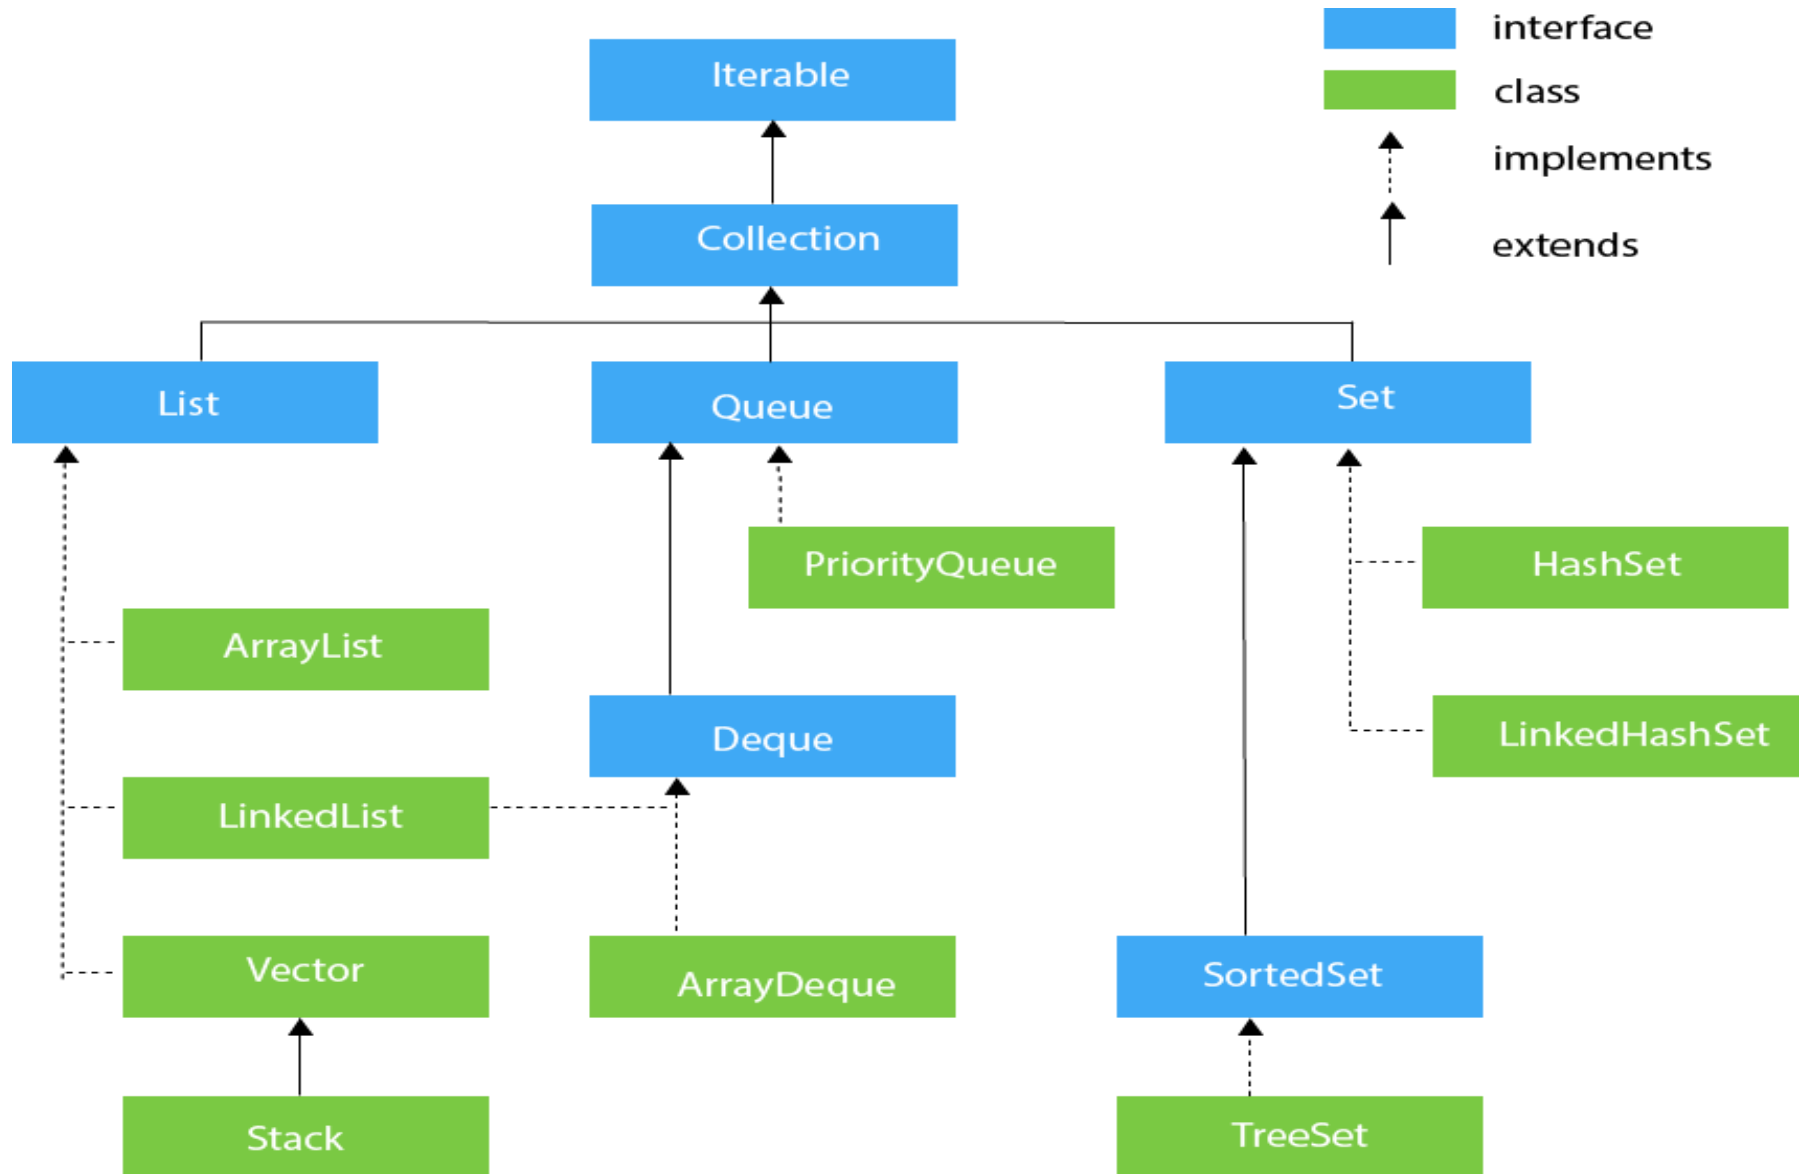 interface
Iterable
class
implements
Collection
extends
List
Queue
Set
PriorityQueue
HashSet
ArrayList
Deque
LinkedHashSet
LinkedList
Vector
ArrayDeque
SortedSet
Stack
TreeSet